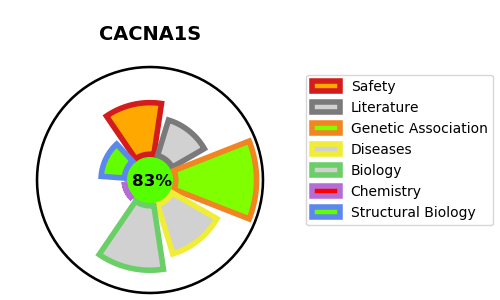 CACNA1S
83%
Safety
Literature
Genetic Association
Diseases
Biology
Chemistry
Structural Biology